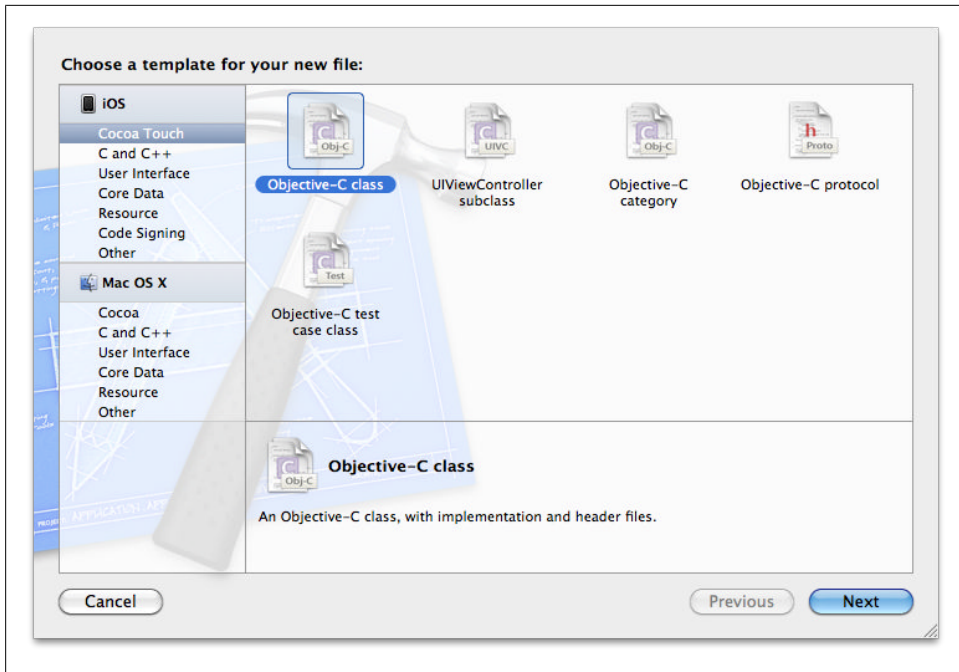 Choose a template for your new file:
iOS
Cocoa Touch
C and C++
User Interface
Core Data
Resource
Code Signing
Other
Mac OS X
Cocoa
C and C++
User Interface
Core Data
Resource
Other
Obj-C
Objective-C class
UIVC
UIViewController
subclass
Obj-C
Objective-C
category
h
Proto
Objective-C protocol
Test
Objective-C test
case class
Obj-C
Objective-C class
An Objective-C class, with implementation and header files.
Cancel
Previous
Next